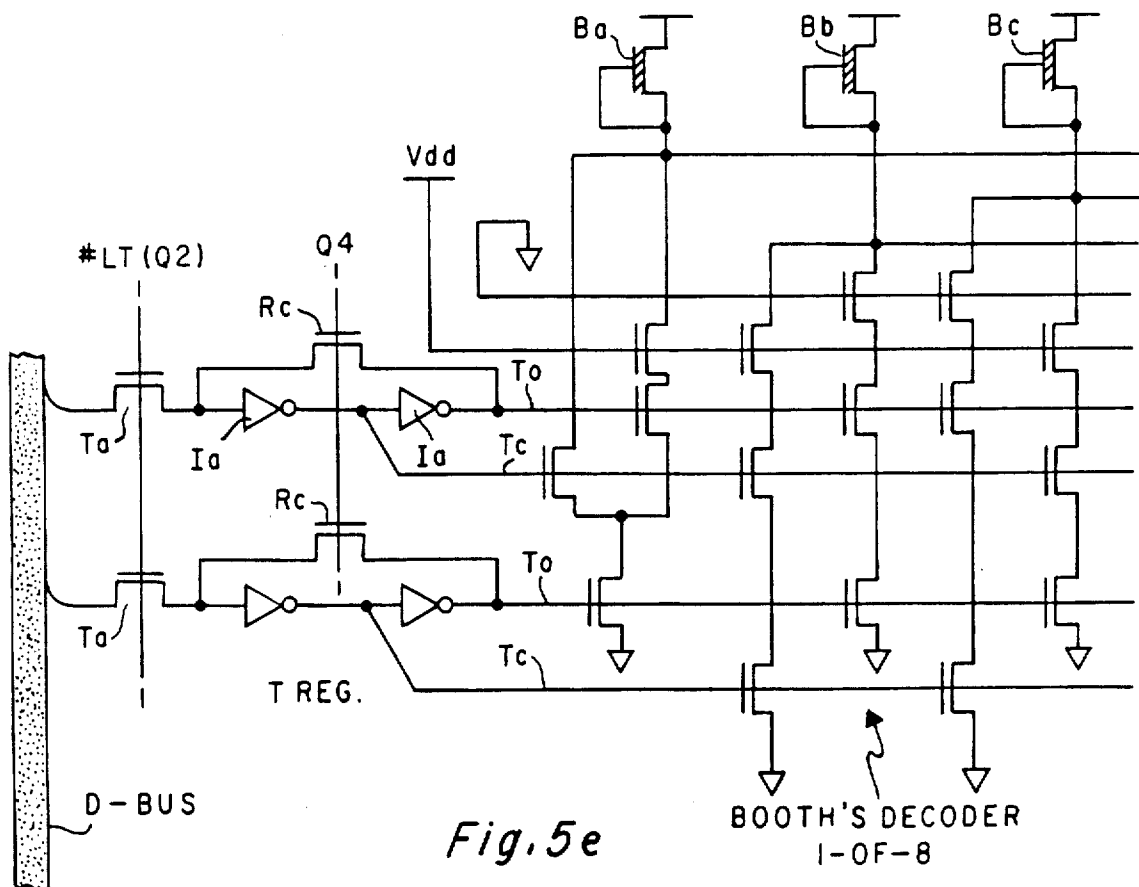 Ba
Bb
Bc
Vdd
#LT(Q2)
Q4
Rc
To
Ta
Ia
Ia
Tc
Rc
To
Ta
Tc
T REG.
D-BUS
BOOTH'S DECODER
1-OF-8
Fig. 5e